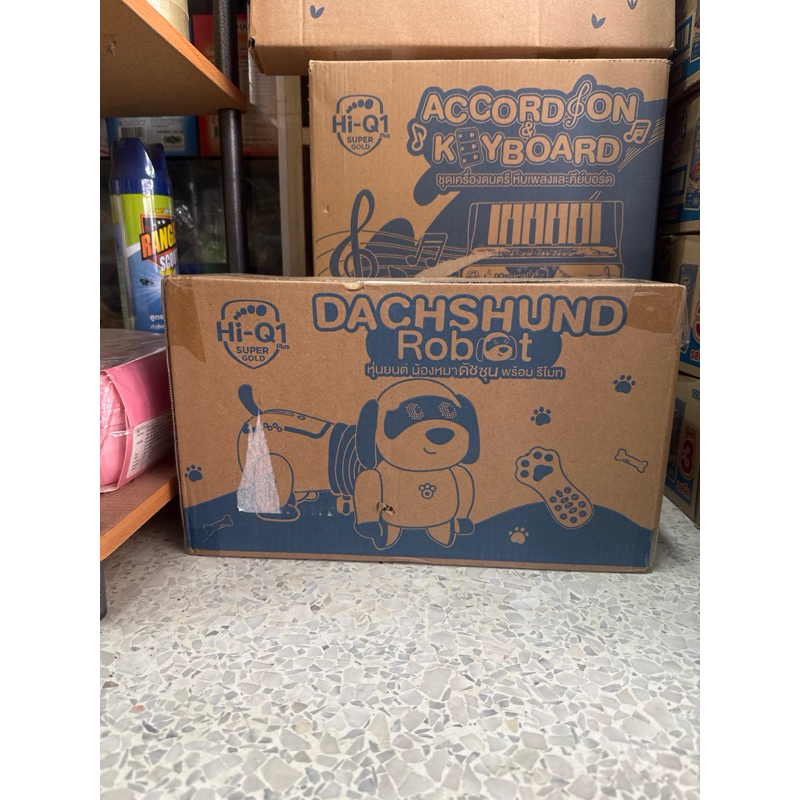 Hi-Q1
Plus
SUPER
GOLD
ACCORDION
&
KEYBOARD
ชุดเครื่องดนตรี หีบเพลงและคีย์บอร์ด
Hi-Q1
Plus
SUPER
GOLD
DACHSHUND
Robot
หุ่นยนต์ น้องหมาดัชชุน พร้อม รีโมท
3